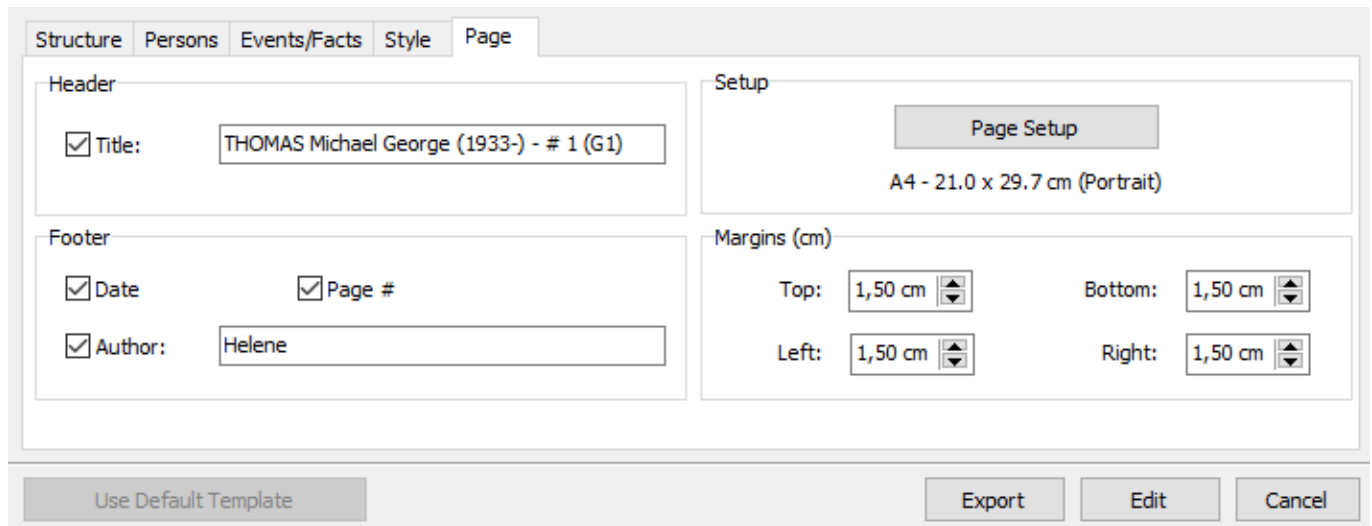 Structure Persons Events/Facts Style Page
Header
Title: THOMAS Michael George (1933-) - # 1 (G1)
Setup
Page Setup
A4 - 21.0 x 29.7 cm (Portrait)
Footer
Date Page #
Author: Helene
Margins (cm)
Top: 1,50 cm Bottom: 1,50 cm
Left: 1,50 cm Right: 1,50 cm
Use Default Template Export Edit Cancel